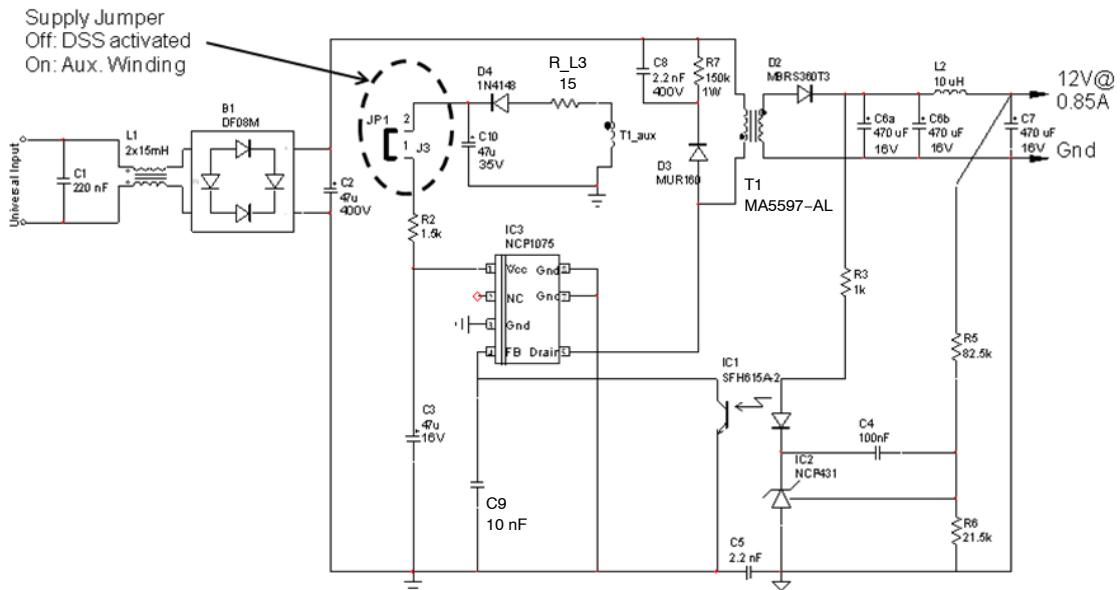 Supply Jumper
Off: DSS activated
On: Aux. Winding
Universal Input
C1
220 nF
L1
2x15mH
B1
DF08M
C2
47u
400V
JP1
2
1
J3
D4
1N4148
R_L3
15
C10
47u
35V
T1_aux
C8
2.2 nF
400V
R7
150k
1W
D3
MUR160
T1
MA5597-AL
D2
MBRS360T3
L2
10 uH
C6a
470 uF
16V
C6b
470 uF
16V
C7
470 uF
16V
12V@
0.85A
Gnd
R2
1.5k
IC3
NCP1075
Vcc Gnd
NC Gnd
Gnd
FB Drain
R3
1k
R5
82.5k
IC1
SFH615A-2
C4
100nF
IC2
NCP431
R6
21.5k
C3
47u
16V
C9
10 nF
C5
2.2 nF